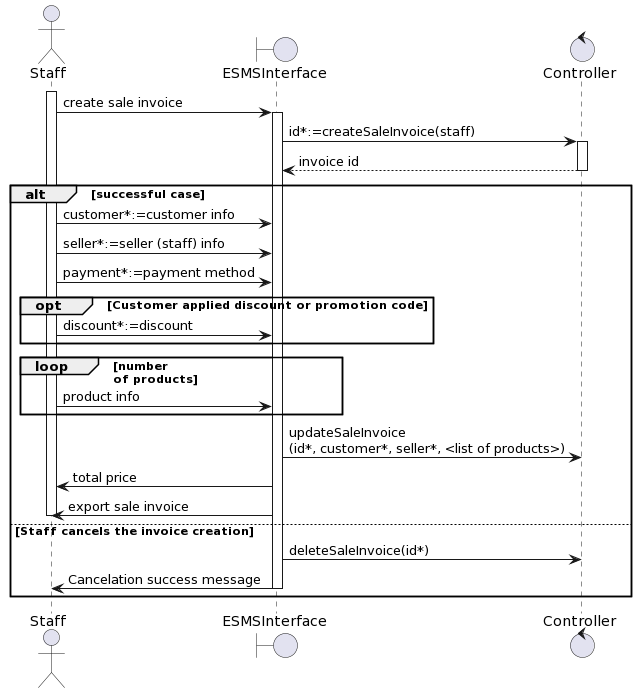 Staff
ESMSInterface
Controller
create sale invoice
id*:=createSaleInvoice(staff)
invoice id
alt [successful case]
customer*:=customer info
seller*:=seller (staff) info
payment*:=payment method
opt [Customer applied discount or promotion code]
discount*:=discount
loop [number
of products]
product info
updateSaleInvoice
(id*, customer*, seller*, <list of products>)
total price
export sale invoice
[Staff cancels the invoice creation]
deleteSaleInvoice(id*)
Cancelation success message
Staff
ESMSInterface
Controller